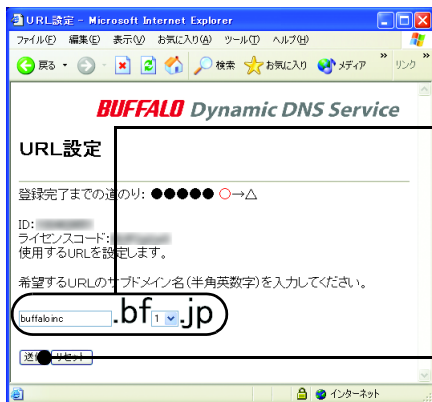 URL設定 - Microsoft Internet Explorer
ファイル(F) 編集(E) 表示(V) お気に入り(A) ツール(T) ヘルプ(H)
戻る 検索 お気に入り メディア » リンク »
BUFFALO Dynamic DNS Service
URL設定
登録完了までの道のり: ●●●●● ○→△
ID:
ライセンスコード:
使用するURLを設定します。
希望するURLのサブドメイン名(半角英数字)を入力してください。
buffaloinc .bf 1 .jp
送信 リセット
インターネット